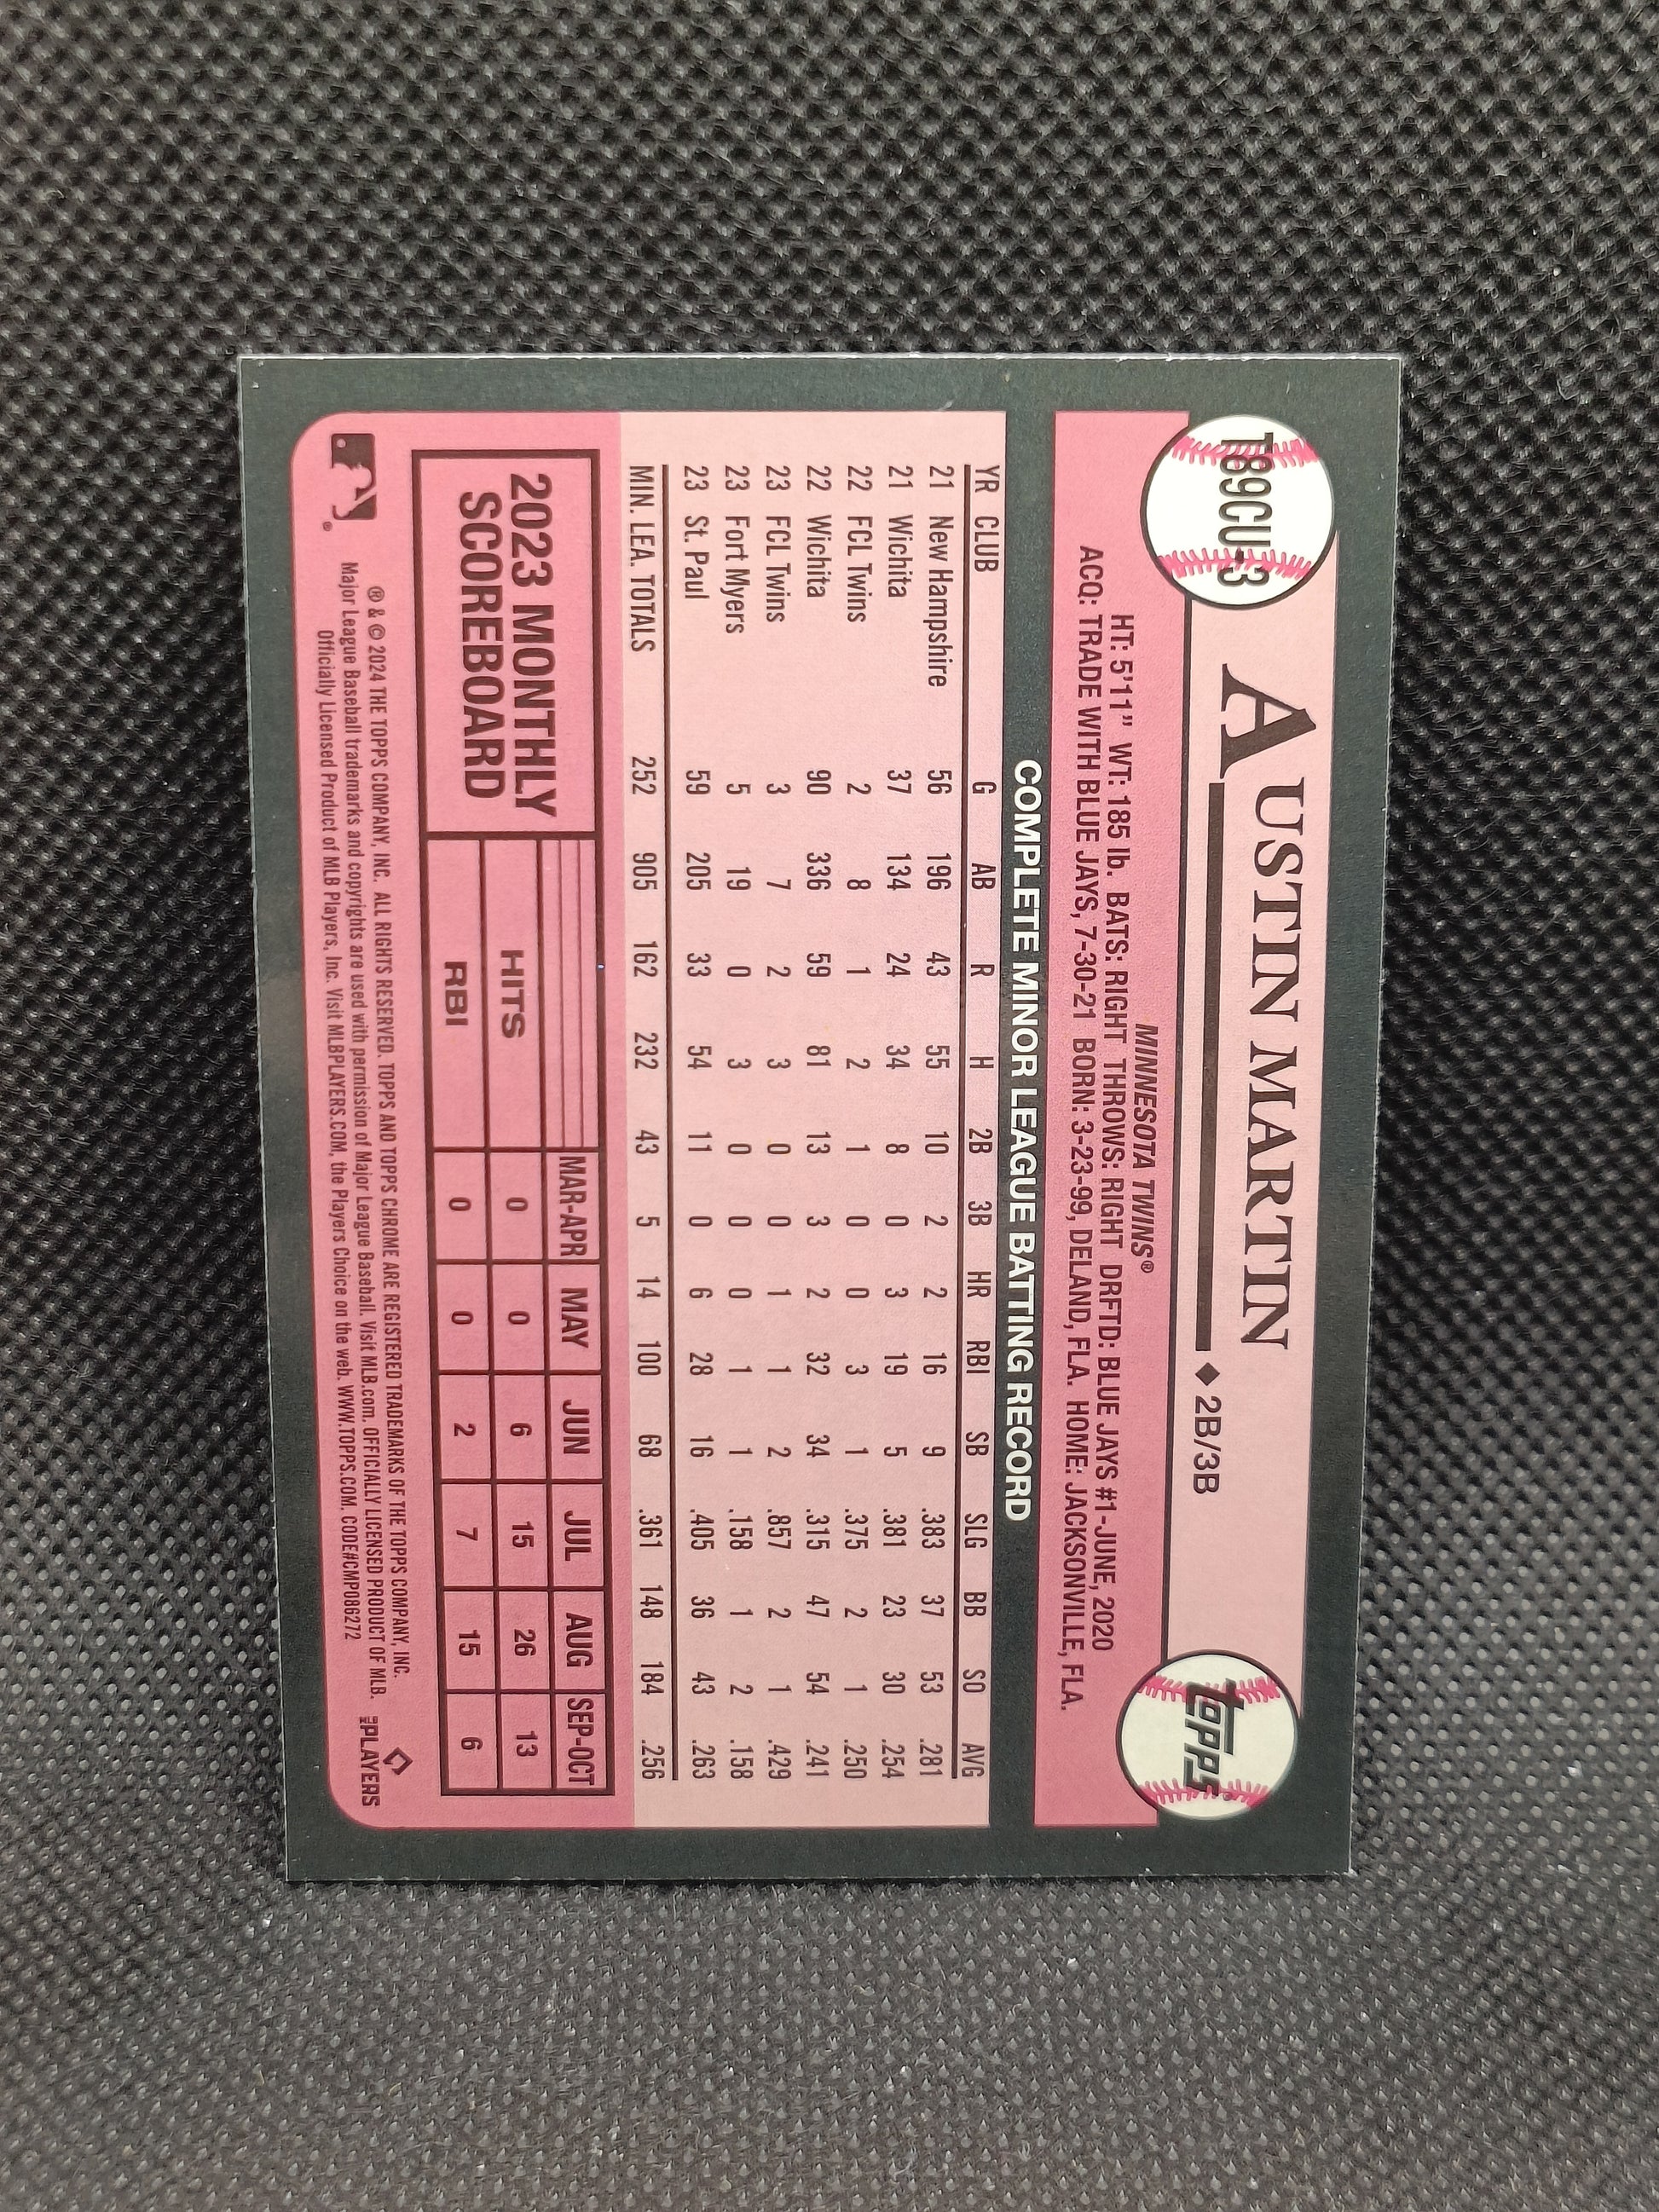 T89CU-3
AUSTIN MARTIN
◆ 2B/3B
topps®
MINNESOTA TWINS®
HT: 5'11" WT: 185 lb. BATS: RIGHT THROWS: RIGHT DRFTD: BLUE JAYS #1-JUNE, 2020
ACQ: TRADE WITH BLUE JAYS, 7-30-21 BORN: 3-23-99, DELAND, FLA. HOME: JACKSONVILLE, FLA.
COMPLETE MINOR LEAGUE BATTING RECORD
YR CLUB G AB R H 2B 3B HR RBI SB SLG BB SO AVG
21 New Hampshire 56 196 43 55 10 2 2 16 9 .383 37 53 .281
21 Wichita 37 134 24 34 8 0 3 19 5 .381 23 30 .254
22 FCL Twins 2 8 1 2 1 0 0 3 1 .375 2 1 .250
22 Wichita 90 336 59 81 13 3 2 32 34 .315 47 54 .241
23 FCL Twins 3 7 2 3 0 0 1 1 2 .857 2 1 .429
23 Fort Myers 5 19 0 3 0 0 0 1 1 .158 1 2 .158
23 St. Paul 59 205 33 54 11 0 6 28 16 .405 36 43 .263
MIN. LEA. TOTALS 252 905 162 232 43 5 14 100 68 .361 148 184 .256
2023 MONTHLY
SCOREBOARD
MAR-APR MAY JUN JUL AUG SEP-OCT
HITS 0 0 6 15 26 13
RBI 0 0 2 7 15 6
® & © 2024 THE TOPPS COMPANY, INC. ALL RIGHTS RESERVED. TOPPS AND TOPPS CHROME ARE REGISTERED TRADEMARKS OF THE TOPPS COMPANY, INC.
Major League Baseball trademarks and copyrights are used with permission of Major League Baseball. Visit MLB.com. OFFICIALLY LICENSED PRODUCT OF MLB.
Officially Licensed Product of MLB Players, Inc. Visit MLBPLAYERS.COM, the Players Choice on the web. WWW.TOPPS.COM. CODE#CMP086272
MLB PLAYERS